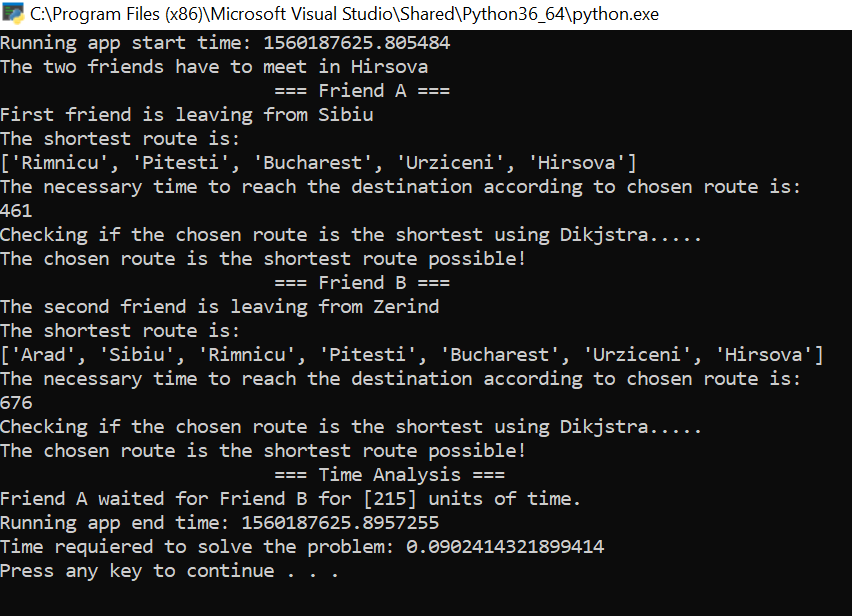 C:\Program Files (x86)\Microsoft Visual Studio\Shared\Python36_64\python.exe
Running app start time: 1560187625.805484
The two friends have to meet in Hirsova
=== Friend A ===
First friend is leaving from Sibiu
The shortest route is:
['Rimnicu', 'Pitesti', 'Bucharest', 'Urziceni', 'Hirsova']
The necessary time to reach the destination according to chosen route is:
461
Checking if the chosen route is the shortest using Dikjstra.....
The chosen route is the shortest route possible!
=== Friend B ===
The second friend is leaving from Zerind
The shortest route is:
['Arad', 'Sibiu', 'Rimnicu', 'Pitesti', 'Bucharest', 'Urziceni', 'Hirsova']
The necessary time to reach the destination according to chosen route is:
676
Checking if the chosen route is the shortest using Dikjstra.....
The chosen route is the shortest route possible!
=== Time Analysis ===
Friend A waited for Friend B for [215] units of time.
Running app end time: 1560187625.8957255
Time requiered to solve the problem: 0.0902414321899414
Press any key to continue . . .